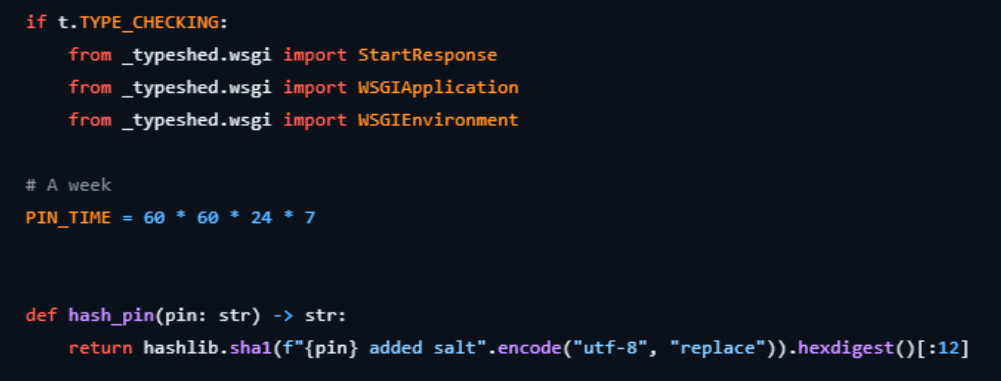 if t.TYPE_CHECKING:
    from _typeshed.wsgi import StartResponse
    from _typeshed.wsgi import WSGIApplication
    from _typeshed.wsgi import WSGIEnvironment
# A week
PIN_TIME = 60 * 60 * 24 * 7
def hash_pin(pin: str) -> str:
    return hashlib.sha1(f"{pin} added salt".encode("utf-8", "replace")).hexdigest()[:12]